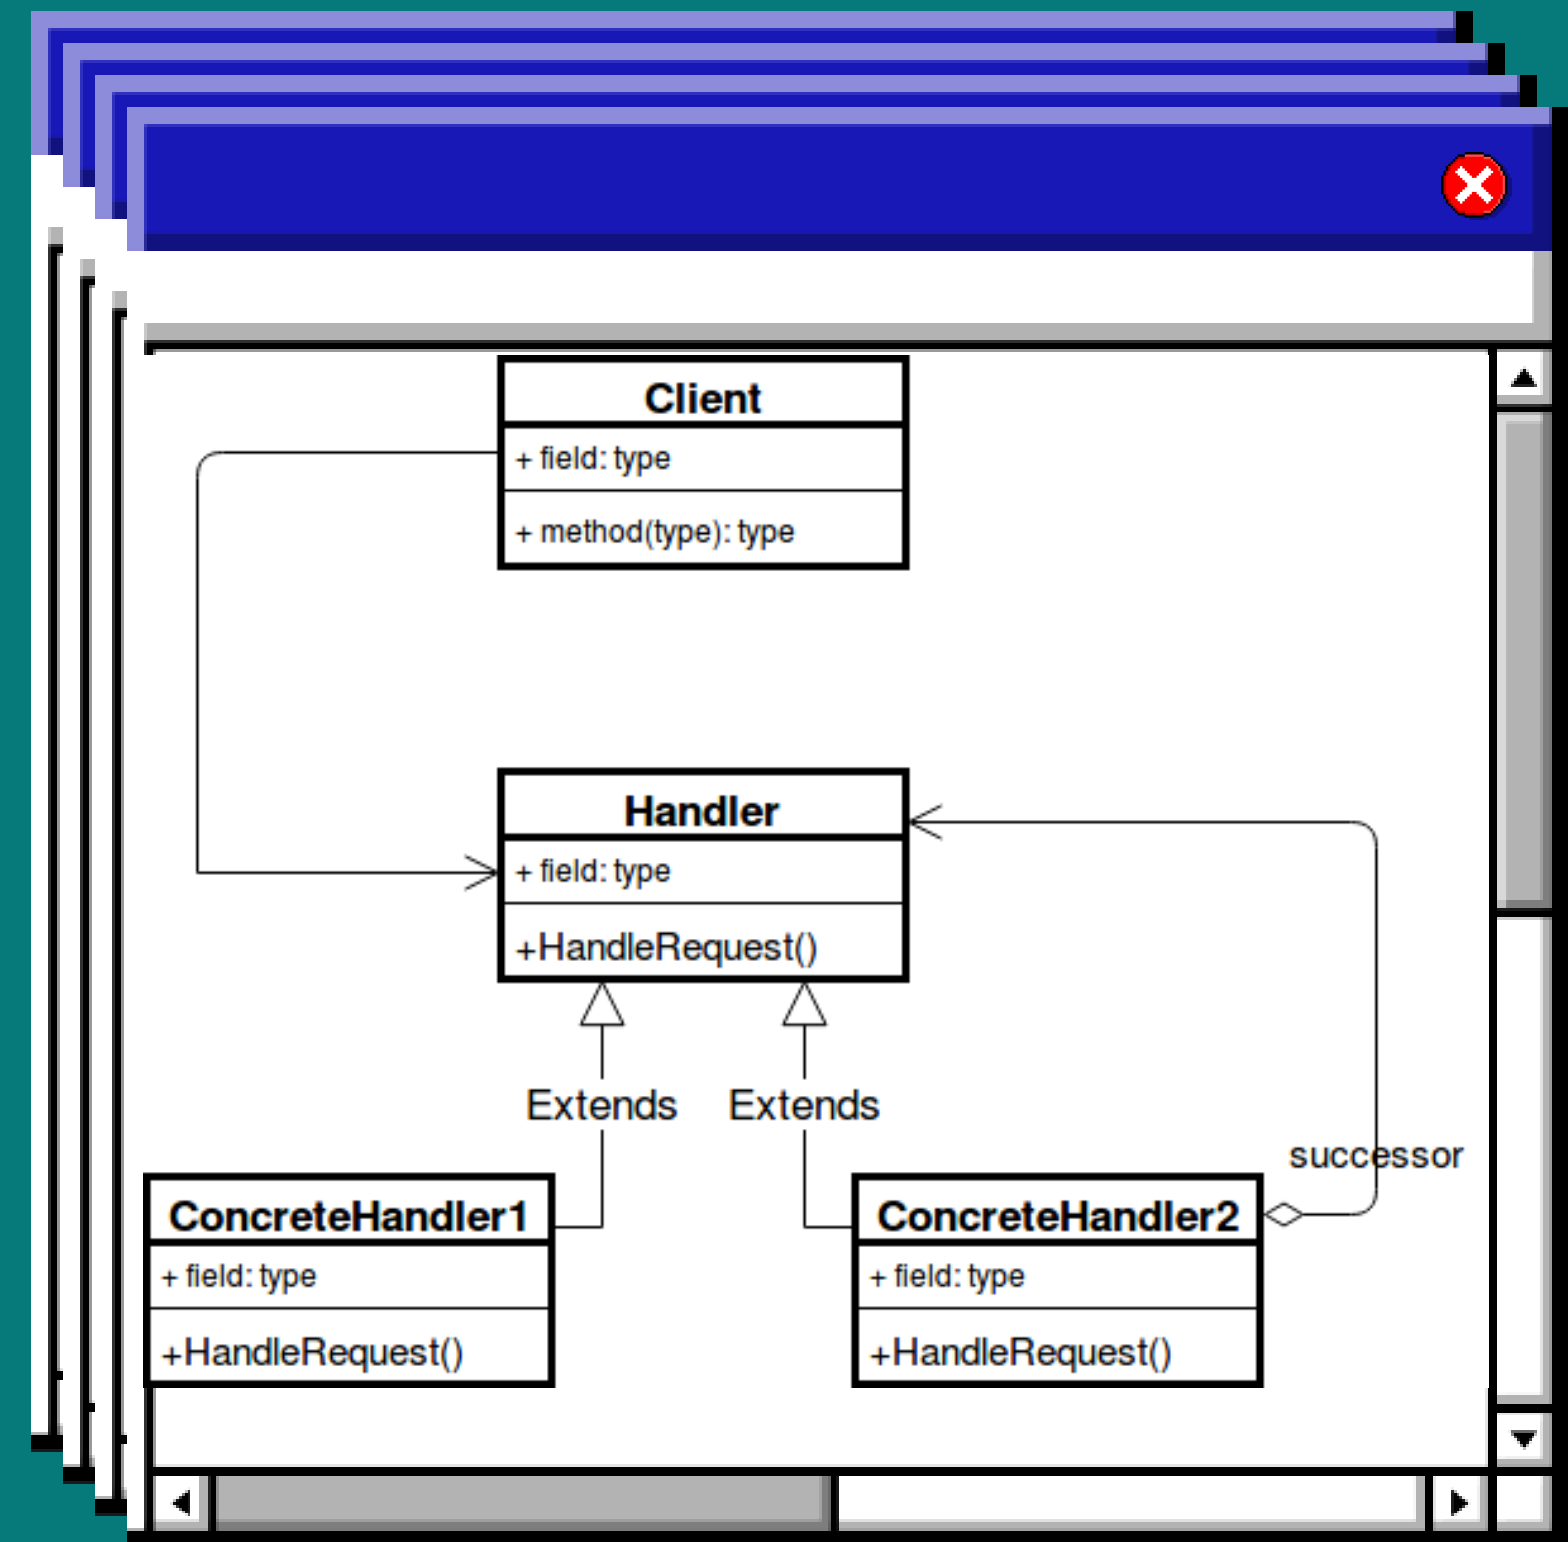 Client
+ field: type
+ method(type): type
Handler
+ field: type
+HandleRequest()
Extends
Extends
successor
ConcreteHandler1
+ field: type
+HandleRequest()
ConcreteHandler2
+ field: type
+HandleRequest()